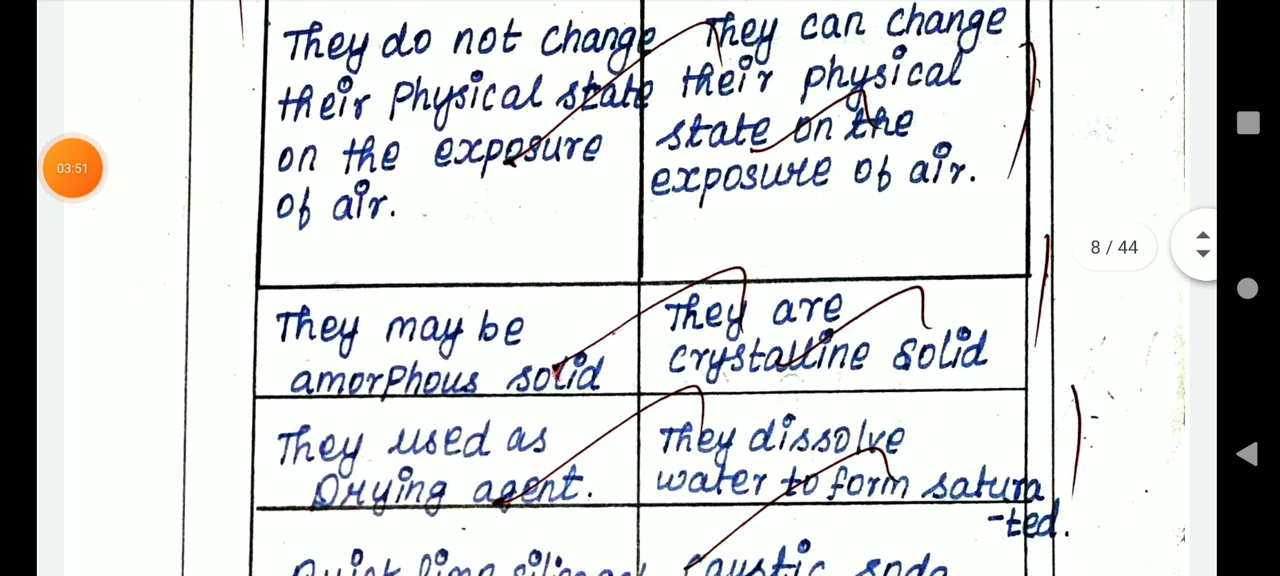 They do not change
their Physical state
on the exposure
of air.
They can change
their physical
state on the
exposure of air.
03:51
8 / 44
They may be
amorphous solid
They are
crystalline solid
They used as
Drying agent.
They dissolve
water to form satura
-ted.
Caustic soda